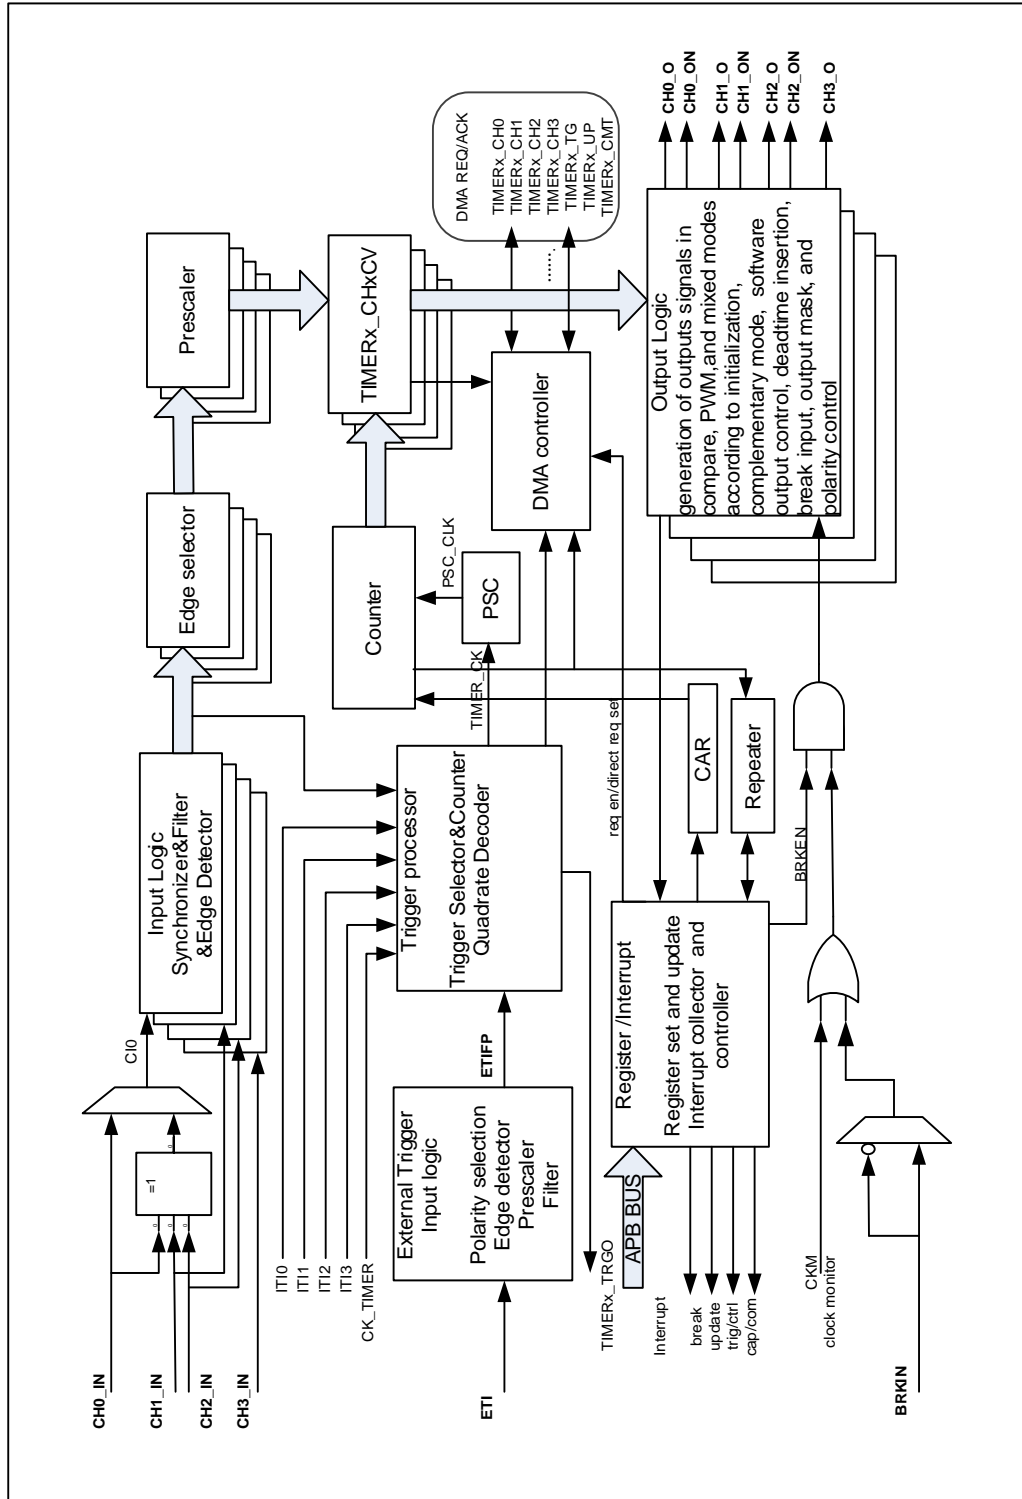 CH0_IN
CH1_IN
CH2_IN
CH3_IN
=1
0
0
0
0
CI0
Input Logic
Synchronizer&Filter
&Edge Detector
Edge selector
Prescaler
ITI0
ITI1
ITI2
ITI3
CK_TIMER
Trigger processor
Trigger Selector&Counter
Quadrate Decoder
TIMER_CK
PSC
PSC_CLK
Counter
TIMERx_CHxCV
DMA REQ/ACK
TIMERx_CH0
TIMERx_CH1
TIMERx_CH2
TIMERx_CH3
TIMERx_TG
TIMERx_UP
TIMERx_CMT
.......
DMA controller
ETI
External Trigger
Input logic
Polarity selection
Edge detector
Prescaler
Filter
ETIFP
TIMERx_TRGO
APB BUS
Interrupt
break
update
trig/ctrl
cap/com
Register /Interrupt
Register set and update
Interrupt collector and
controller
req en/direct req set
CAR
Repeater
BRKEN
CKM
clock monitor
BRKIN
Output Logic
generation of outputs signals in
compare, PWM,and mixed modes
according to initialization,
complementary mode, software
output control, deadtime insertion,
break input, output mask, and
polarity control
CH0_O
CH0_ON
CH1_O
CH1_ON
CH2_O
CH2_ON
CH3_O